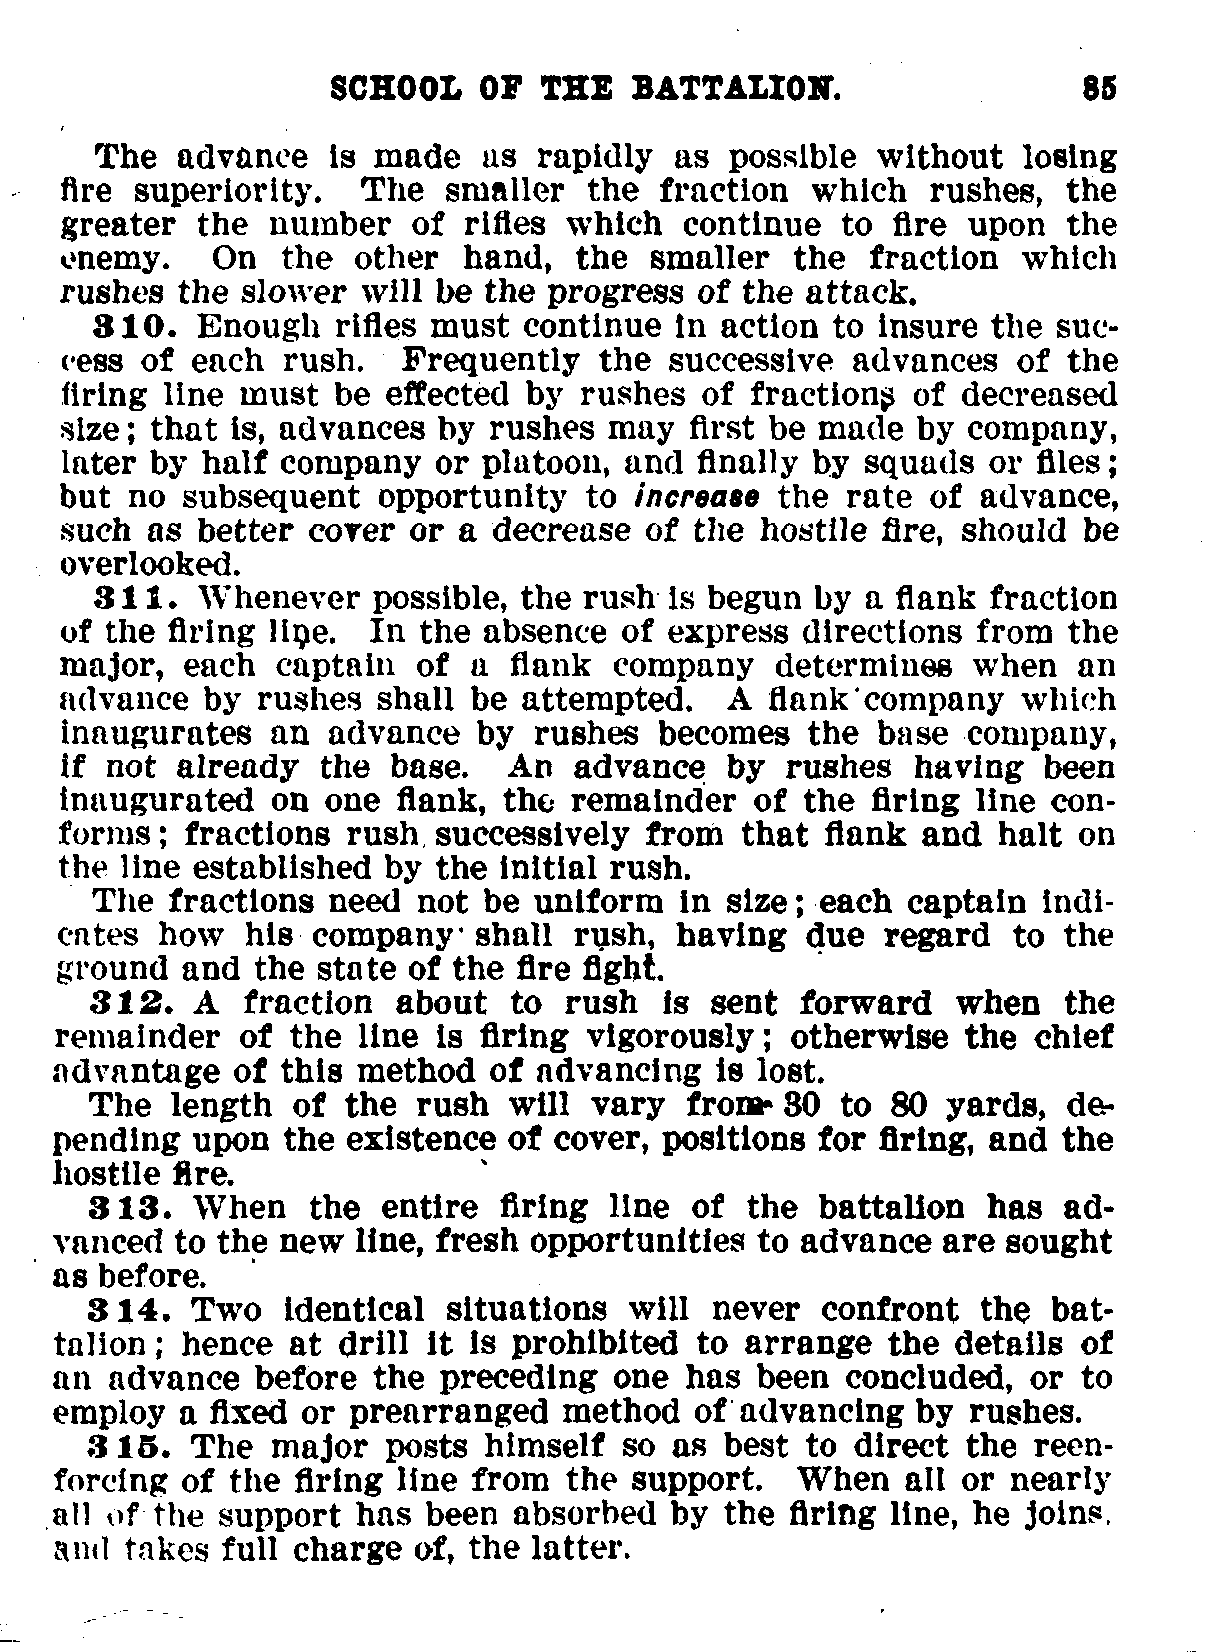 SCHOOL OF THE BATTALION. 85
The advance is made as rapidly as possible without losing
fire superiority. The smaller the fraction which rushes, the
greater the number of rifles which continue to fire upon the
enemy. On the other hand, the smaller the fraction which
rushes the slower will be the progress of the attack.
310. Enough rifles must continue in action to insure the suc-
cess of each rush. Frequently the successive advances of the
firing line must be effected by rushes of fractions of decreased
size; that is, advances by rushes may first be made by company,
later by half company or platoon, and finally by squads or files;
but no subsequent opportunity to increase the rate of advance,
such as better cover or a decrease of the hostile fire, should be
overlooked.
311. Whenever possible, the rush is begun by a flank fraction
of the firing line. In the absence of express directions from the
major, each captain of a flank company determines when an
advance by rushes shall be attempted. A flank company which
inaugurates an advance by rushes becomes the base company,
if not already the base. An advance by rushes having been
inaugurated on one flank, the remainder of the firing line con-
forms; fractions rush successively from that flank and halt on
the line established by the initial rush.
The fractions need not be uniform in size; each captain indi-
cates how his company shall rush, having due regard to the
ground and the state of the fire fight.
312. A fraction about to rush is sent forward when the
remainder of the line is firing vigorously; otherwise the chief
advantage of this method of advancing is lost.
The length of the rush will vary from 30 to 80 yards, de-
pending upon the existence of cover, positions for firing, and the
hostile fire.
313. When the entire firing line of the battalion has ad-
vanced to the new line, fresh opportunities to advance are sought
as before.
314. Two identical situations will never confront the bat-
talion; hence at drill it is prohibited to arrange the details of
an advance before the preceding one has been concluded, or to
employ a fixed or prearranged method of advancing by rushes.
315. The major posts himself so as best to direct the reen-
forcing of the firing line from the support. When all or nearly
all of the support has been absorbed by the firing line, he joins,
and takes full charge of, the latter.